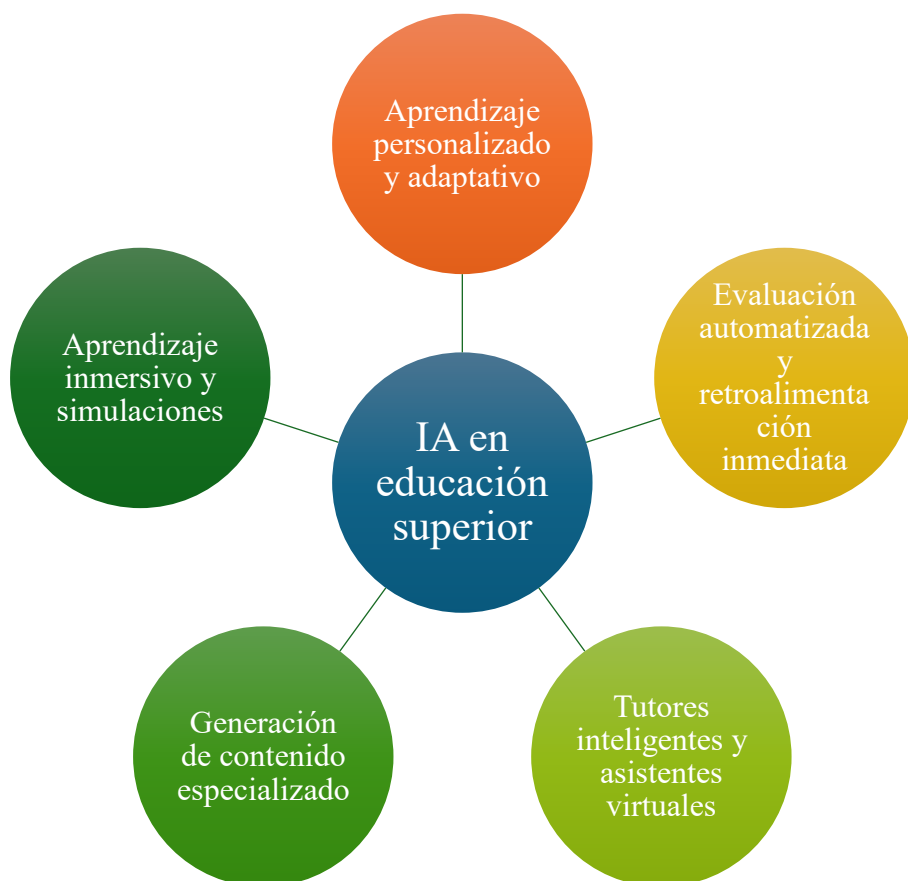 Aprendizaje
personalizado
y adaptativo
Evaluación
automatizada
y
retroalimenta
ción
inmediata
Aprendizaje
inmersivo y
simulaciones
IA en
educación
superior
Generación
de contenido
especializado
Tutores
inteligentes y
asistentes
virtuales